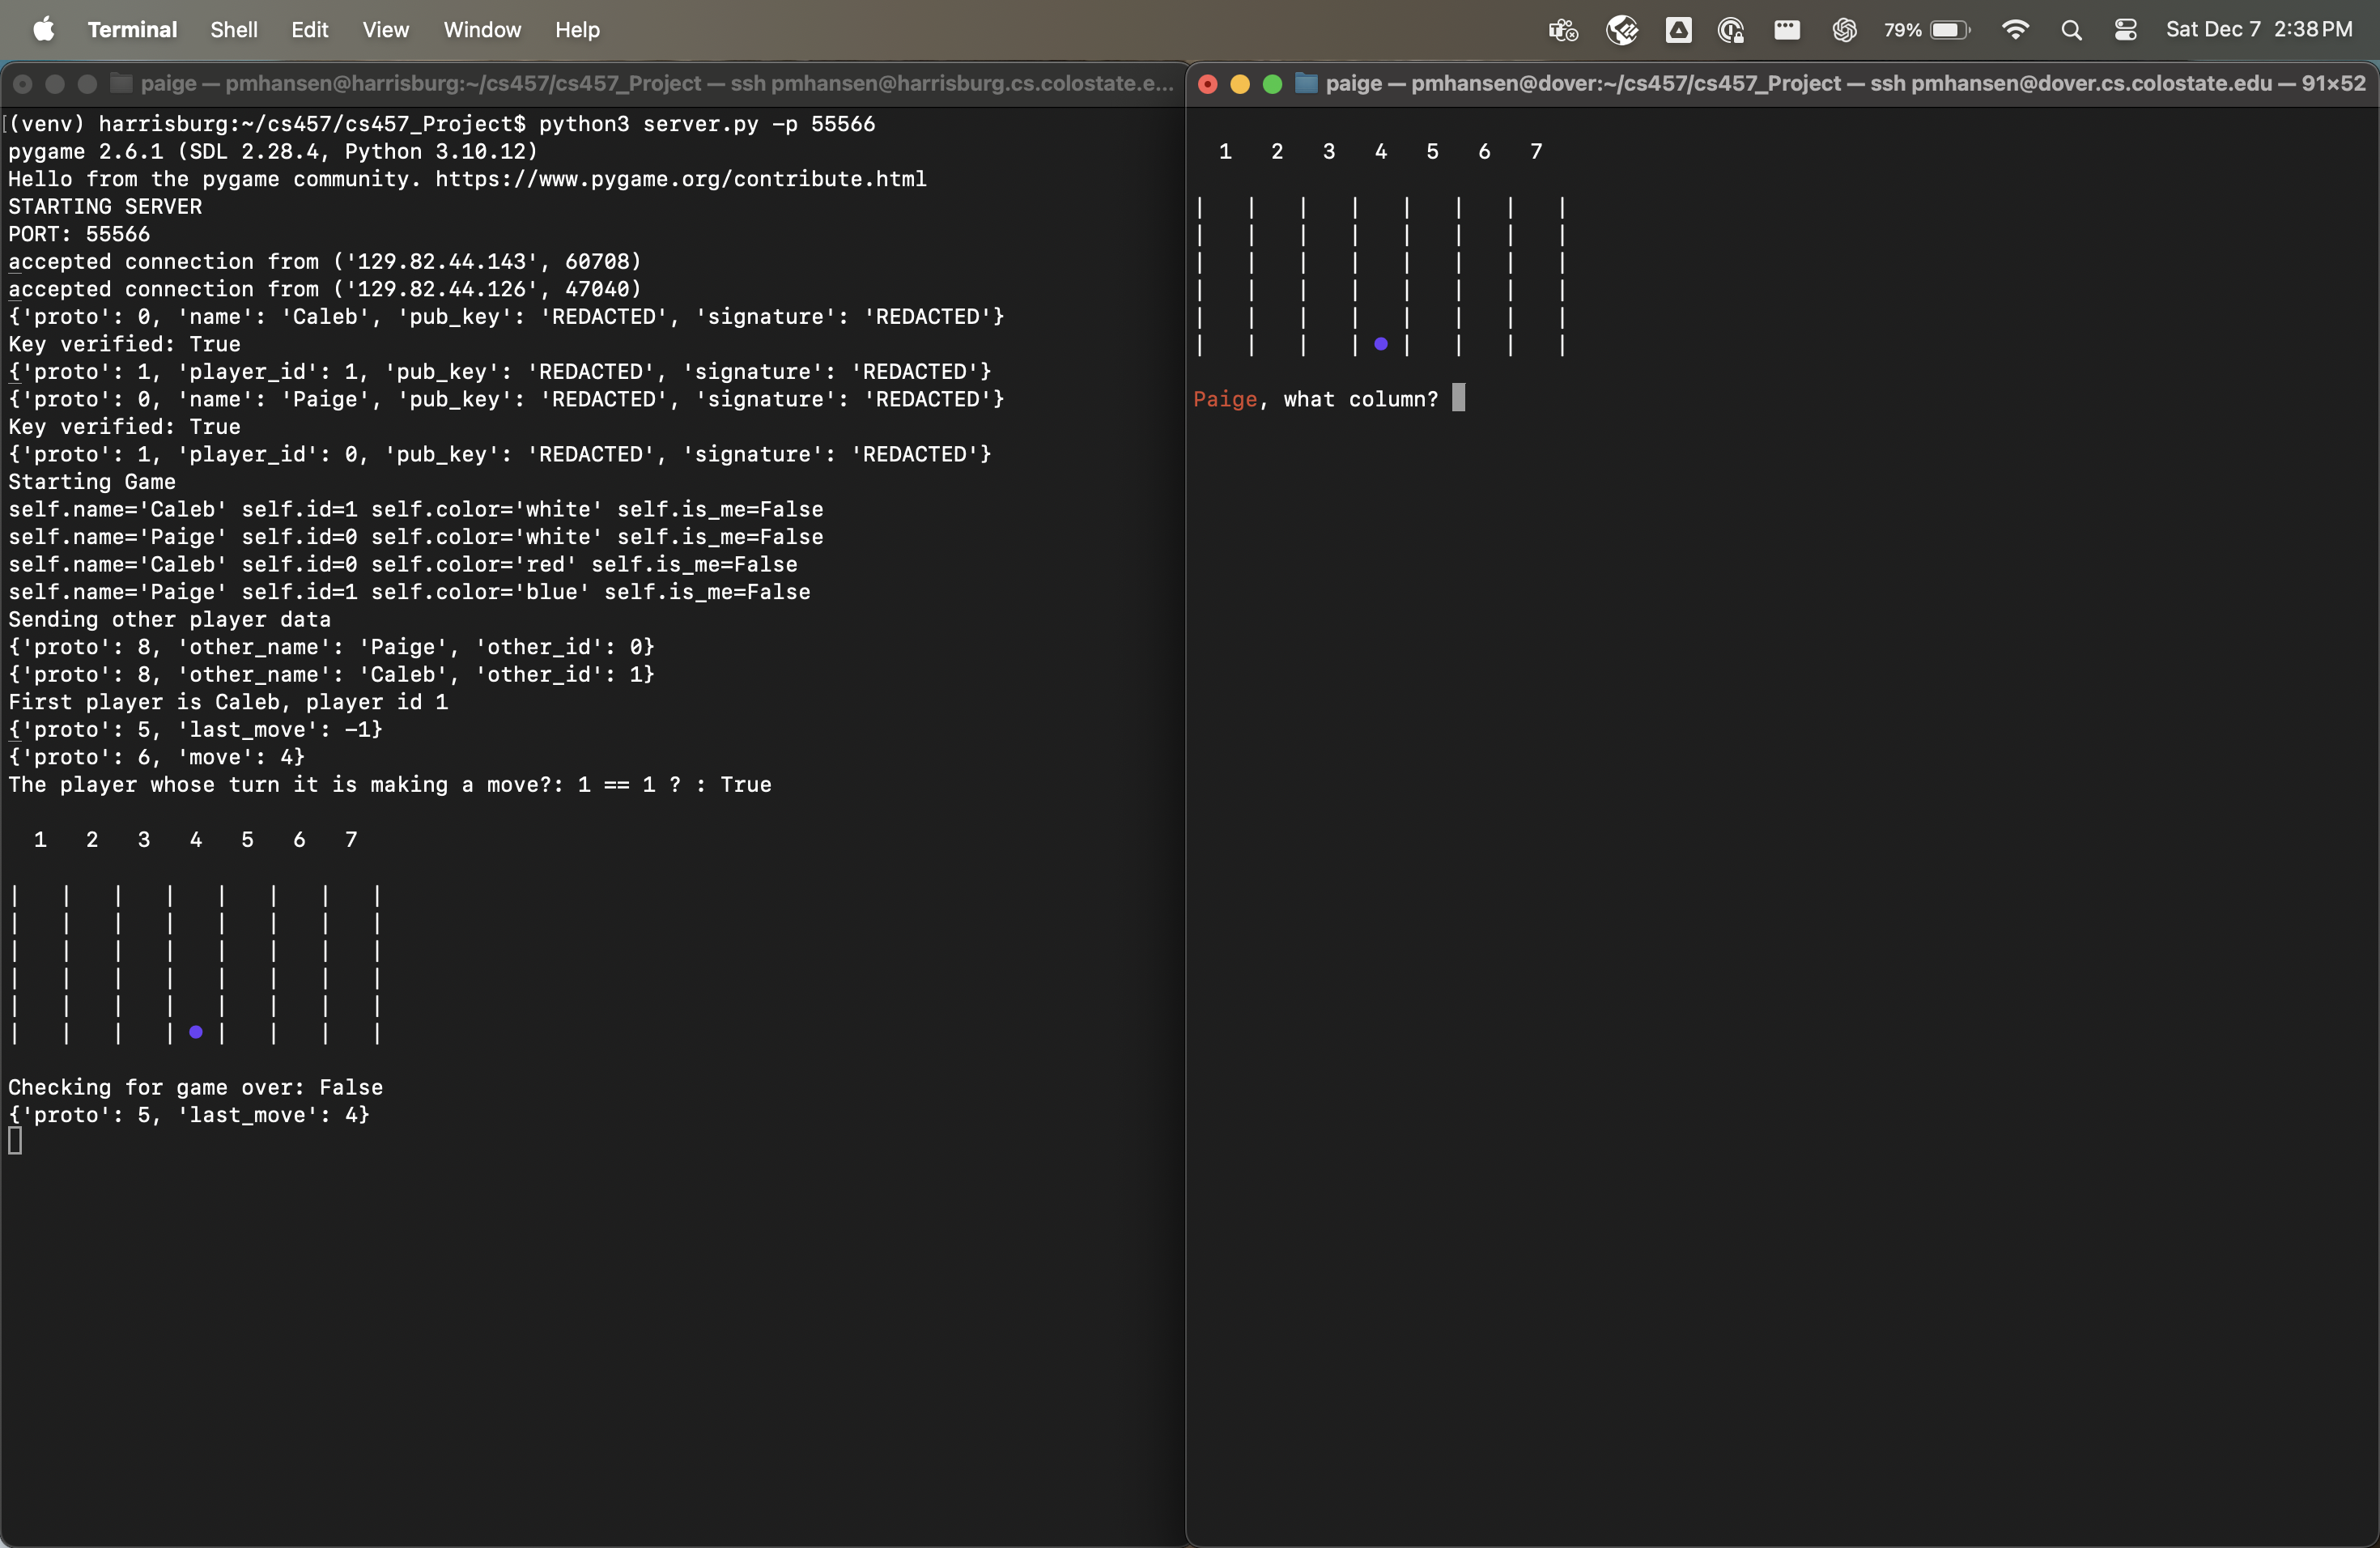 Terminal Shell Edit View Window Help 79% Sat Dec 7 2:38 PM
paige — pmhansen@harrisburg:~/cs457/cs457_Project — ssh pmhansen@harrisburg.cs.colostate.e...
[(venv) harrisburg:~/cs457/cs457_Project$ python3 server.py -p 55566
pygame 2.6.1 (SDL 2.28.4, Python 3.10.12)
Hello from the pygame community. https://www.pygame.org/contribute.html
STARTING SERVER
PORT: 55566
accepted connection from ('129.82.44.143', 60708)
accepted connection from ('129.82.44.126', 47040)
{'proto': 0, 'name': 'Caleb', 'pub_key': 'REDACTED', 'signature': 'REDACTED'}
Key verified: True
{'proto': 1, 'player_id': 1, 'pub_key': 'REDACTED', 'signature': 'REDACTED'}
{'proto': 0, 'name': 'Paige', 'pub_key': 'REDACTED', 'signature': 'REDACTED'}
Key verified: True
{'proto': 1, 'player_id': 0, 'pub_key': 'REDACTED', 'signature': 'REDACTED'}
Starting Game
self.name='Caleb' self.id=1 self.color='white' self.is_me=False
self.name='Paige' self.id=0 self.color='white' self.is_me=False
self.name='Caleb' self.id=0 self.color='red' self.is_me=False
self.name='Paige' self.id=1 self.color='blue' self.is_me=False
Sending other player data
{'proto': 8, 'other_name': 'Paige', 'other_id': 0}
{'proto': 8, 'other_name': 'Caleb', 'other_id': 1}
First player is Caleb, player id 1
{'proto': 5, 'last_move': -1}
{'proto': 6, 'move': 4}
The player whose turn it is making a move?: 1 == 1 ? : True
1 2 3 4 5 6 7
| | | | | | | |
| | | | | | | |
| | | | | | | |
| | | | | | | |
| | | | | | | |
| | | | ● | | | |
Checking for game over: False
{'proto': 5, 'last_move': 4}
paige — pmhansen@dover:~/cs457/cs457_Project — ssh pmhansen@dover.cs.colostate.edu — 91×52
1 2 3 4 5 6 7
| | | | | | | |
| | | | | | | |
| | | | | | | |
| | | | | | | |
| | | | | | | |
| | | | ● | | | |
Paige, what column?